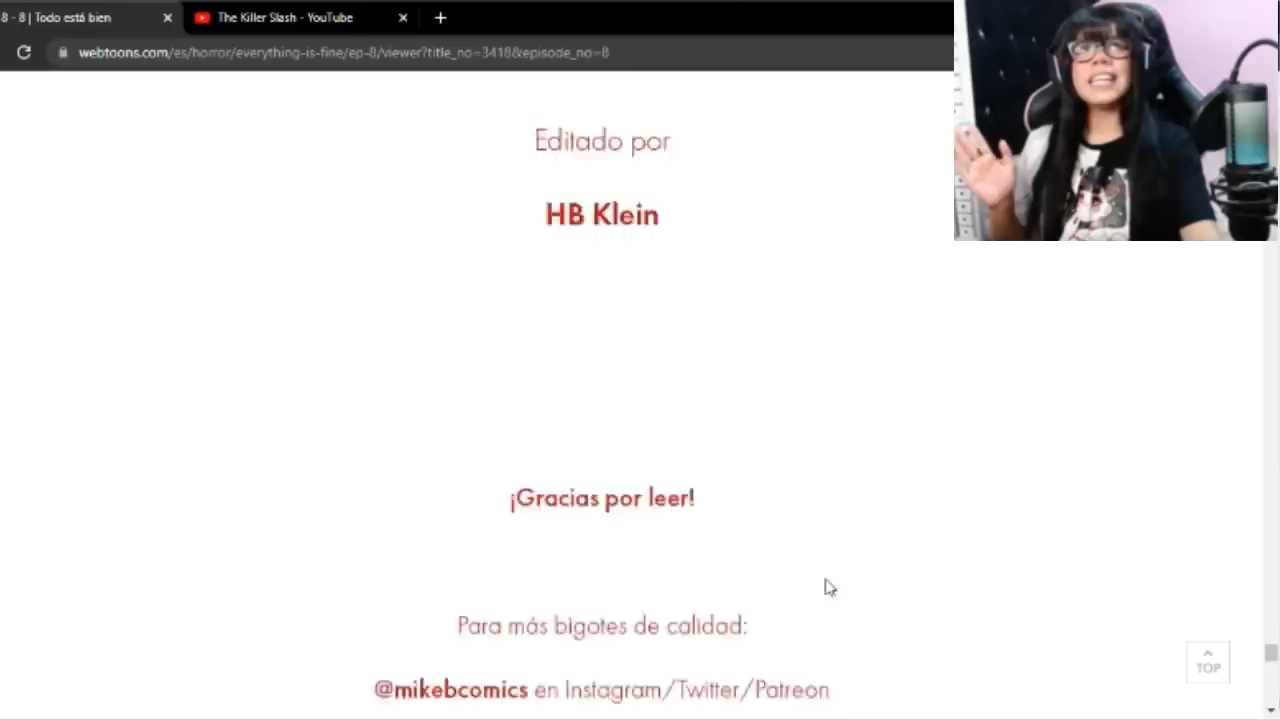 8 - 8 | Todo está bien
The Killer Slash - YouTube
webtoons.com/es/horror/everything-is-fine/ep-8/viewer?title_no=3418&episode_no=8
Editado por
HB Klein
¡Gracias por leer!
Para más bigotes de calidad:
TOP
@mikebcomics en Instagram/Twitter/Patreon